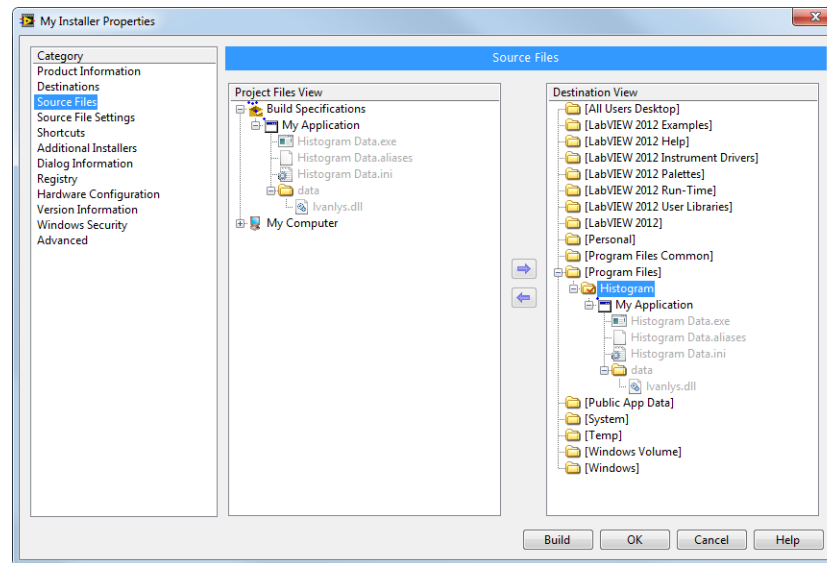 My Installer Properties
Category
Product Information
Destinations
Source Files
Source File Settings
Shortcuts
Additional Installers
Dialog Information
Registry
Hardware Configuration
Version Information
Windows Security
Advanced
Source Files
Project Files View
Build Specifications
My Application
Histogram Data.exe
Histogram Data.aliases
Histogram Data.ini
data
lvanlys.dll
My Computer
Destination View
[All Users Desktop]
[LabVIEW 2012 Examples]
[LabVIEW 2012 Help]
[LabVIEW 2012 Instrument Drivers]
[LabVIEW 2012 Palettes]
[LabVIEW 2012 Run-Time]
[LabVIEW 2012 User Libraries]
[LabVIEW 2012]
[Personal]
[Program Files Common]
[Program Files]
Histogram
My Application
Histogram Data.exe
Histogram Data.aliases
Histogram Data.ini
data
lvanlys.dll
[Public App Data]
[System]
[Temp]
[Windows Volume]
[Windows]
Build
OK
Cancel
Help